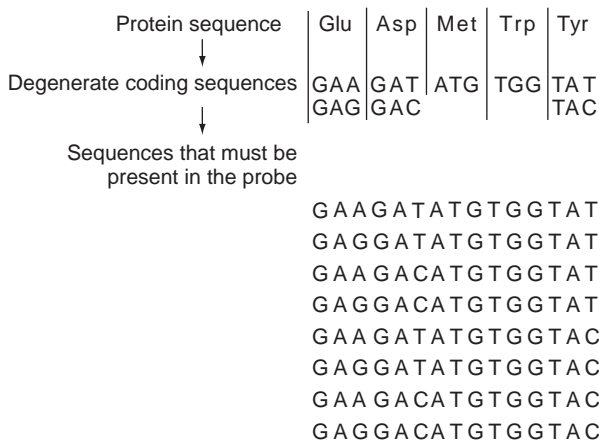 Protein sequence Glu Asp Met Trp Tyr
Degenerate coding sequences GAA GAT ATG TGG TAT
GAG GAC TAC
Sequences that must be
present in the probe
GAAGATATGTGGTAT
GAGGATATGTGGTAT
GAAGACATGTGGTAT
GAGGACATGTGGTAT
GAAGATATGTGGTAC
GAGGATATGTGGTAC
GAAGACATGTGGTAC
GAGGACATGTGGTAC